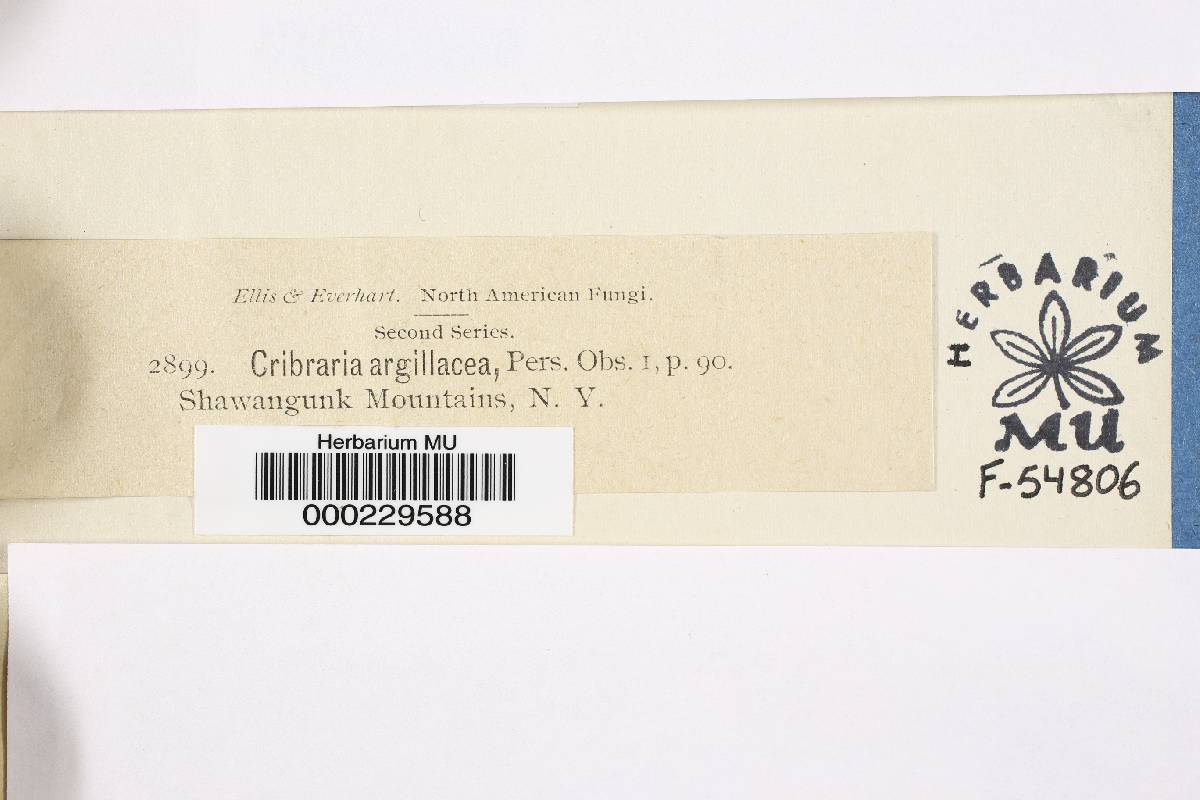 Ellis & Everhart. North American Fungi.
Second Series.
2899. Cribraria argillacea, Pers. Obs. 1, p. 90.
Shawangunk Mountains, N. Y.
Herbarium MU
000229588
HERBARIUM
MU
F-54806